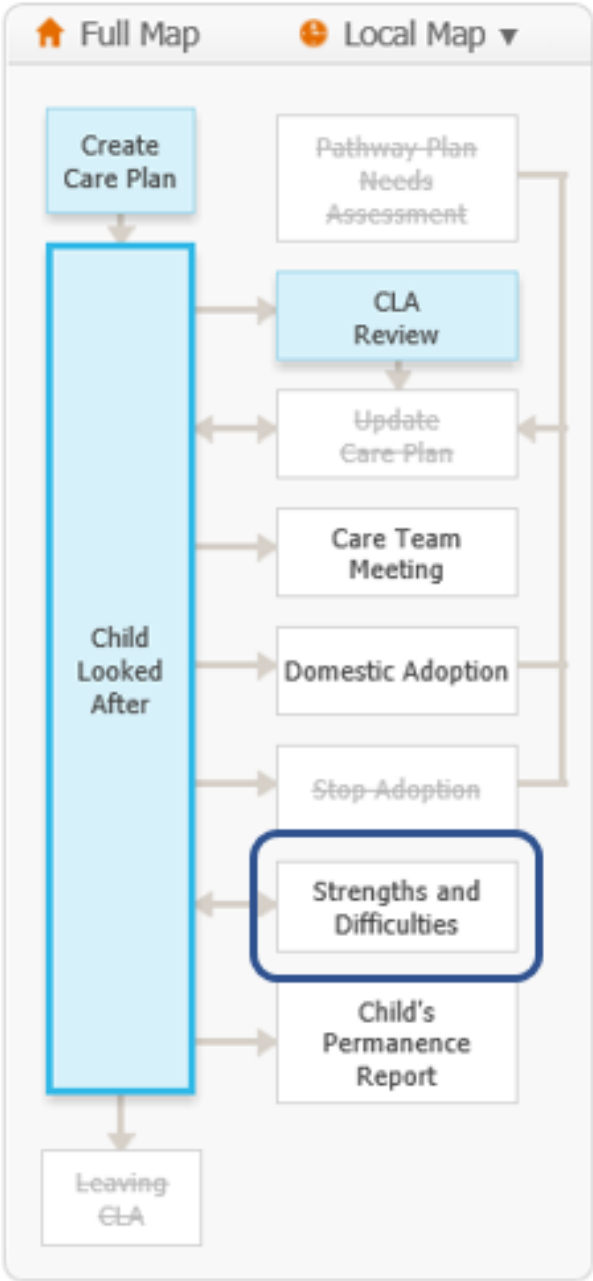 Full Map
Local Map ▼
Create
Care Plan
Pathway Plan
Needs
Assessment
CLA
Review
Update
Care Plan
Care Team
Meeting
Child
Looked
After
Domestic Adoption
Stop Adoption
Strengths and
Difficulties
Child's
Permanence
Report
Leaving
CLA